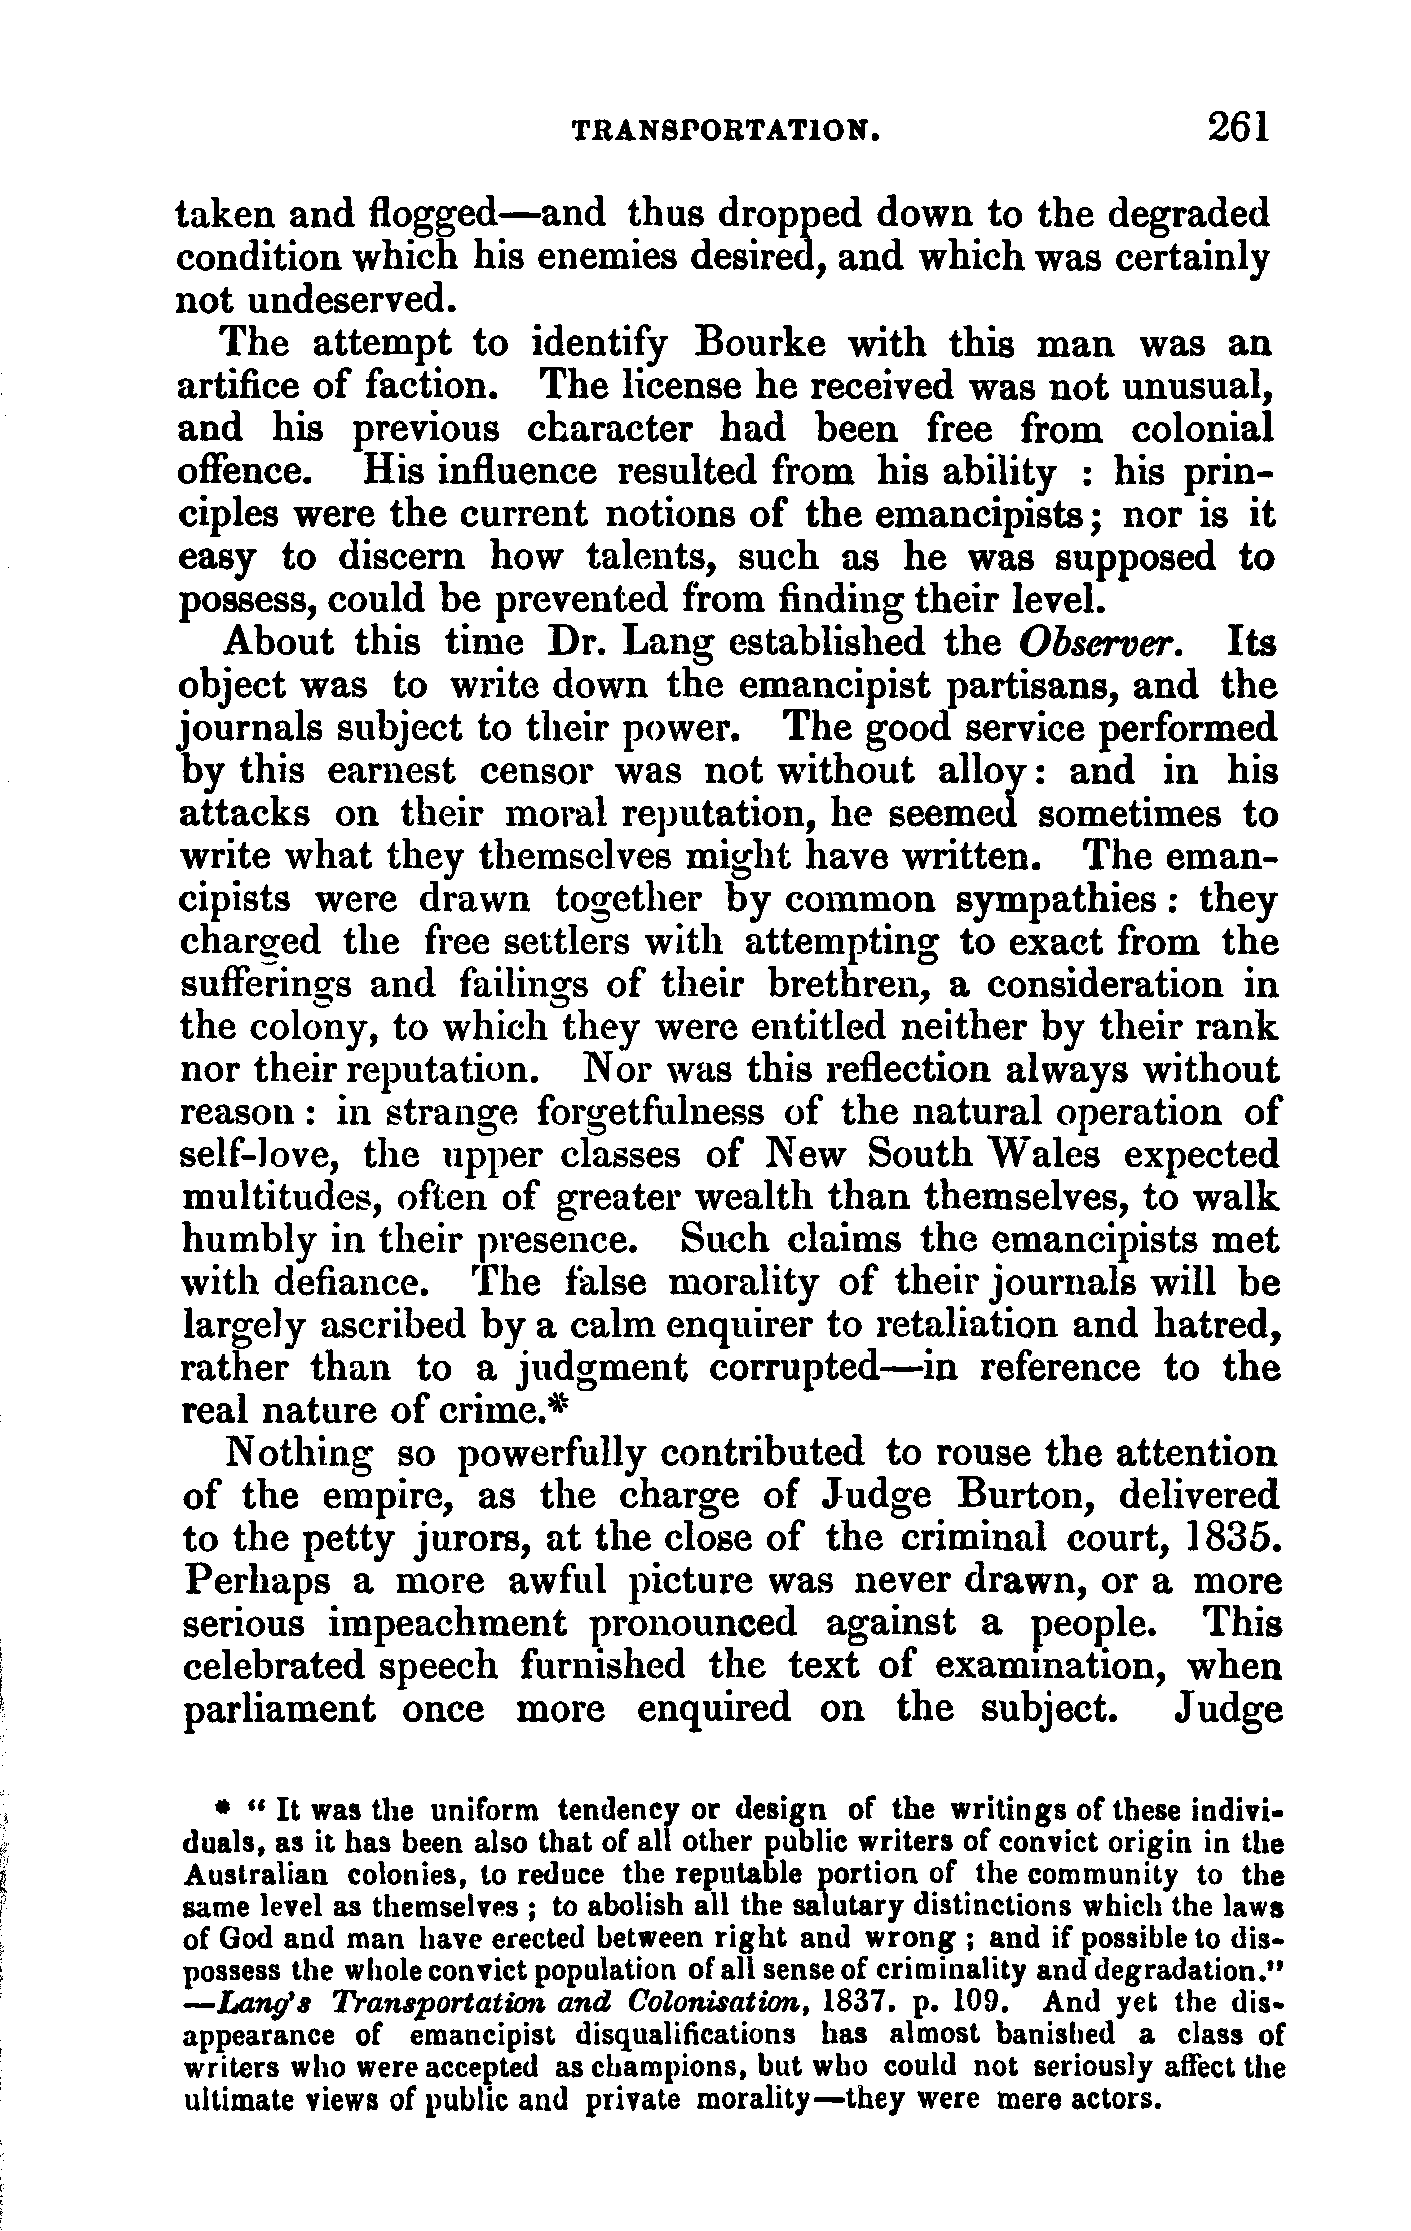 TRANSPORTATION. 261
taken and flogged—and thus dropped down to the degraded
condition which his enemies desired, and which was certainly
not undeserved.
The attempt to identify Bourke with this man was an
artifice of faction. The license he received was not unusual,
and his previous character had been free from colonial
offence. His influence resulted from his ability : his prin-
ciples were the current notions of the emancipists; nor is it
easy to discern how talents, such as he was supposed to
possess, could be prevented from finding their level.
About this time Dr. Lang established the Observer. Its
object was to write down the emancipist partisans, and the
journals subject to their power. The good service performed
by this earnest censor was not without alloy: and in his
attacks on their moral reputation, he seemed sometimes to
write what they themselves might have written. The eman-
cipists were drawn together by common sympathies : they
charged the free settlers with attempting to exact from the
sufferings and failings of their brethren, a consideration in
the colony, to which they were entitled neither by their rank
nor their reputation. Nor was this reflection always without
reason : in strange forgetfulness of the natural operation of
self-love, the upper classes of New South Wales expected
multitudes, often of greater wealth than themselves, to walk
humbly in their presence. Such claims the emancipists met
with defiance. The false morality of their journals will be
largely ascribed by a calm enquirer to retaliation and hatred,
rather than to a judgment corrupted—in reference to the
real nature of crime.*
Nothing so powerfully contributed to rouse the attention
of the empire, as the charge of Judge Burton, delivered
to the petty jurors, at the close of the criminal court, 1835.
Perhaps a more awful picture was never drawn, or a more
serious impeachment pronounced against a people. This
celebrated speech furnished the text of examination, when
parliament once more enquired on the subject. Judge
* " It was the uniform tendency or design of the writings of these indivi-
duals, as it has been also that of all other public writers of convict origin in the
Australian colonies, to reduce the reputable portion of the community to the
same level as themselves ; to abolish all the salutary distinctions which the laws
of God and man have erected between right and wrong ; and if possible to dis-
possess the whole convict population of all sense of criminality and degradation."
—Lang's Transportation and Colonisation, 1837. p. 109. And yet the dis-
appearance of emancipist disqualifications has almost banished a class of
writers who were accepted as champions, but who could not seriously affect the
ultimate views of public and private morality—they were mere actors.